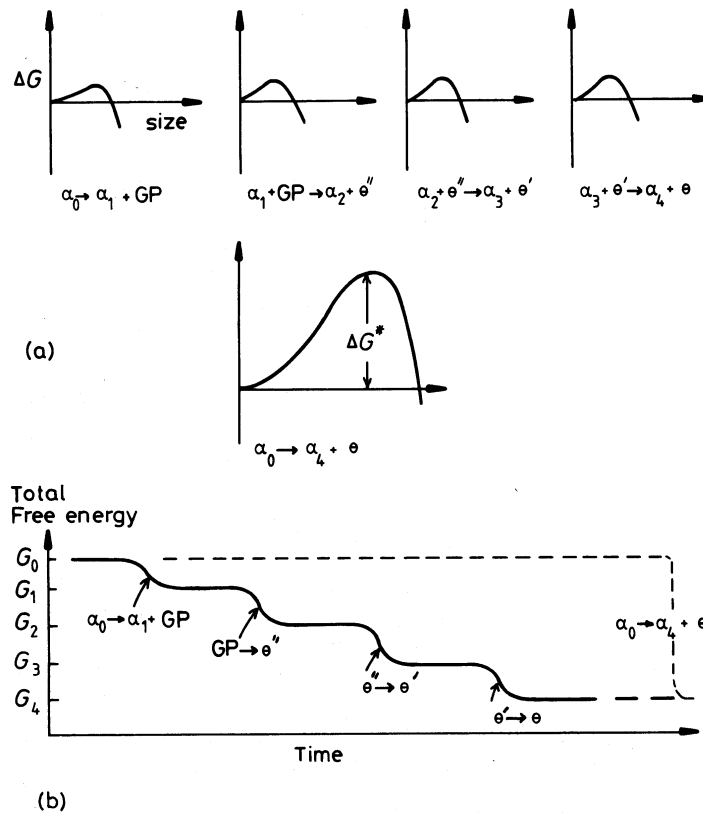 ΔG
size
α₀→ α₁ + GP
α₁ + GP → α₂ + θ″
α₂ + θ″ → α₃ + θ′
α₃ + θ′ → α₄ + θ
(a)
ΔG*
α₀ → α₄ + θ
Total
Free energy
G₀
G₁
G₂
G₃
G₄
α₀ → α₁ + GP
GP → θ″
θ″ → θ′
θ′ → θ
α₀ → α₄ + θ
Time
(b)